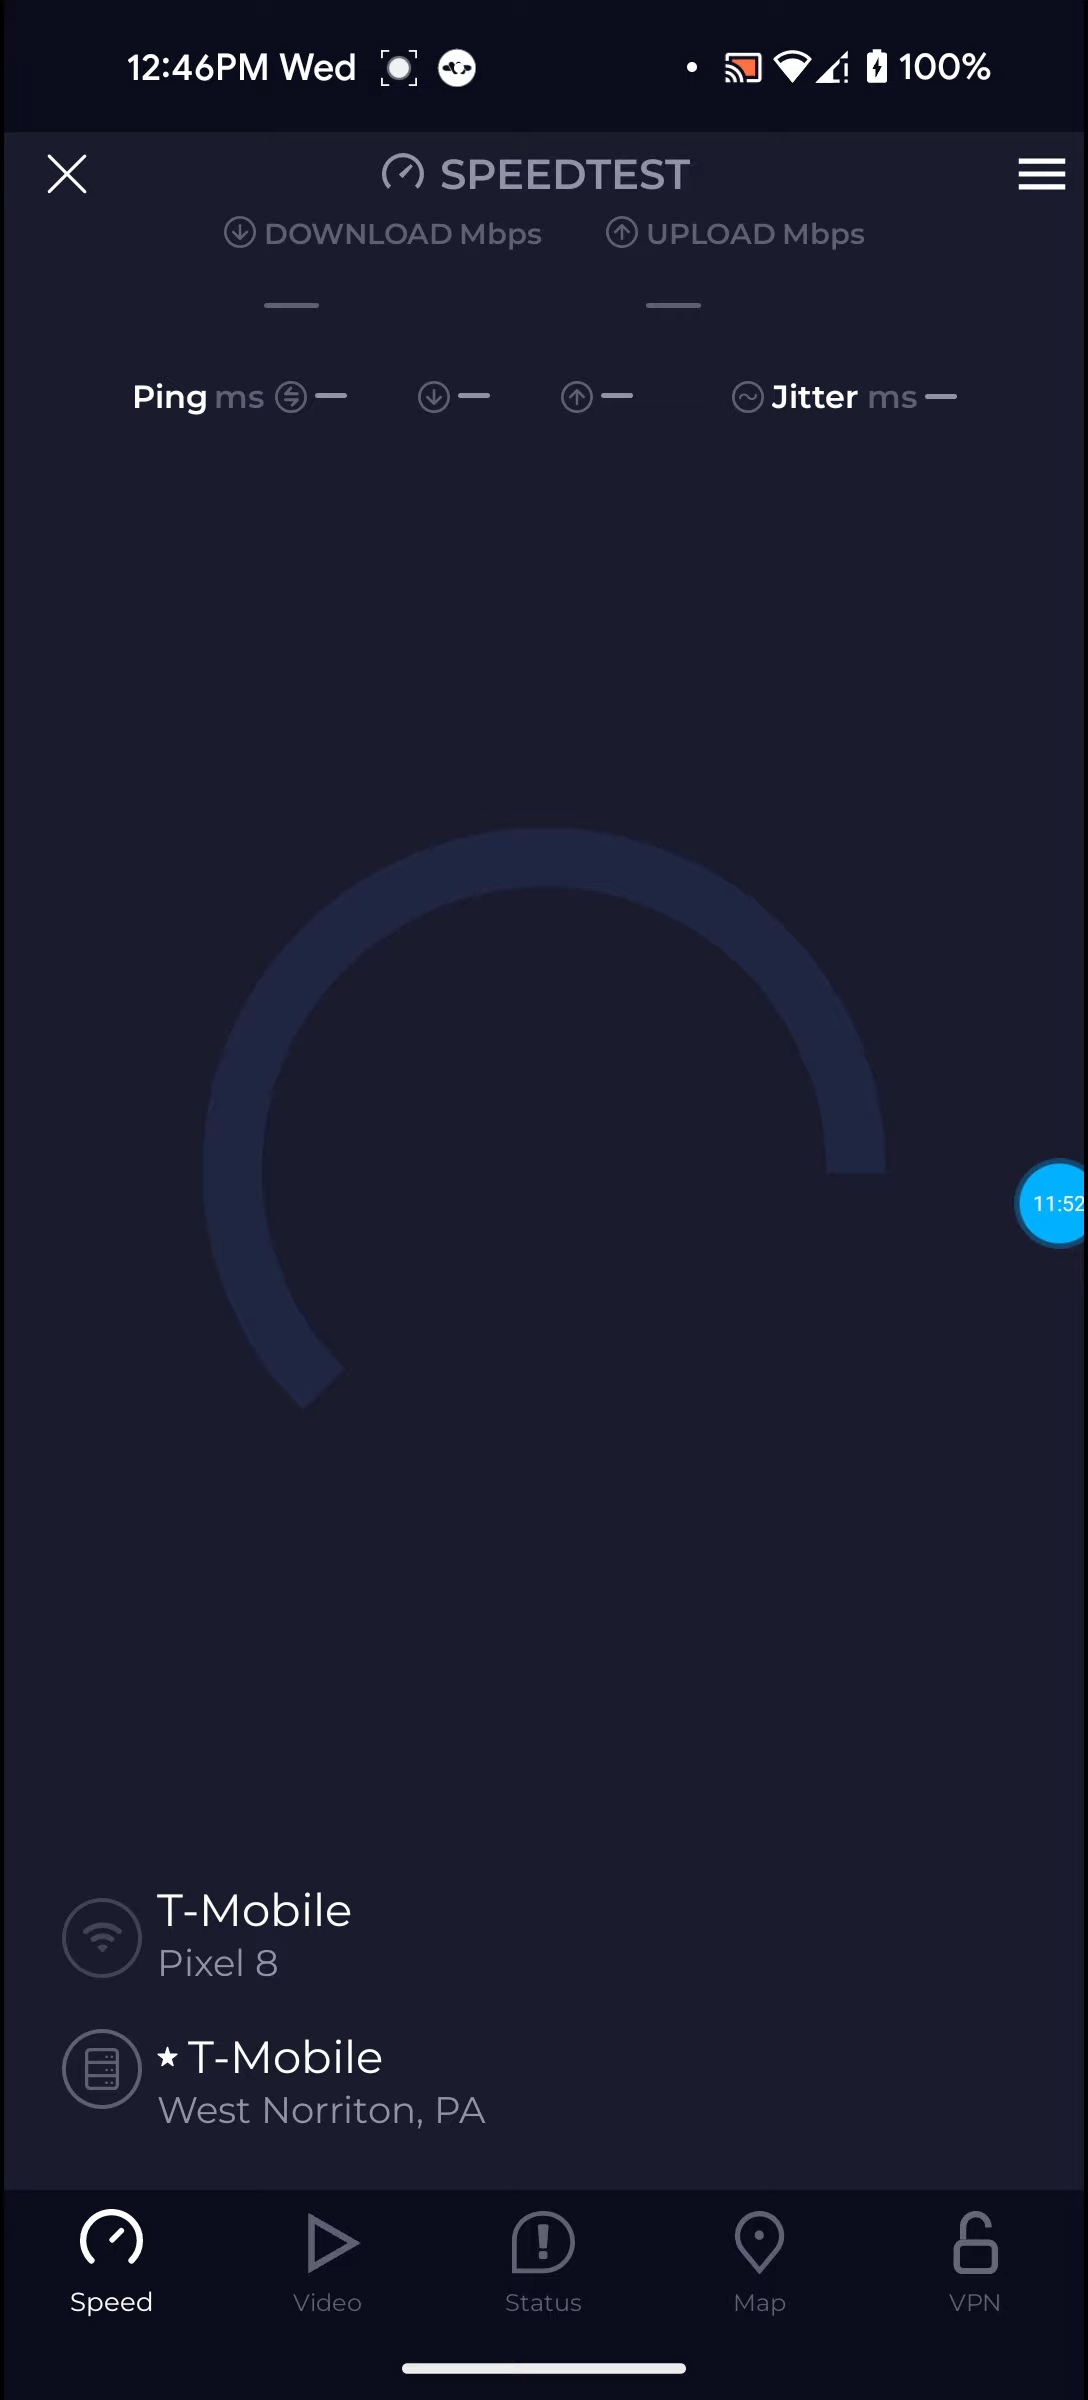 12:46PM Wed 100%
SPEEDTEST
DOWNLOAD Mbps UPLOAD Mbps
— —
Ping ms — — — Jitter ms —
11:52
T-Mobile
Pixel 8
★ T-Mobile
West Norriton, PA
Speed Video Status Map VPN